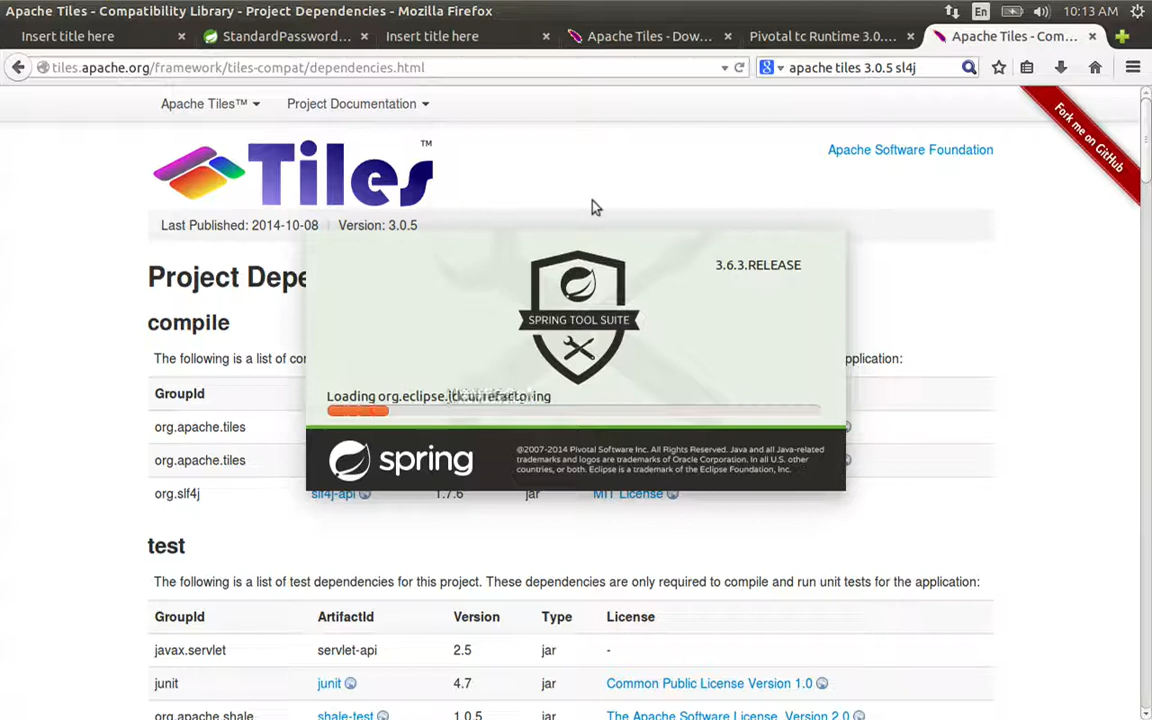 Apache Tiles - Compatibility Library - Project Dependencies - Mozilla Firefox
En
10:13 AM
Insert title here
StandardPassword...
Insert title here
Apache Tiles - Dow...
Pivotal tc Runtime 3.0....
Apache Tiles - Com...
tiles.apache.org/framework/tiles-compat/dependencies.html
apache tiles 3.0.5 sl4j
Apache Tiles™
Project Documentation
Fork me on GitHub
Tiles™
Apache Software Foundation
Last Published: 2014-10-08
Version: 3.0.5
3.6.3.RELEASE
SPRING TOOL SUITE
Project Depe
compile
The following is a list of co
pplication:
Loading org.eclipse.jdt.ui.refactoring
GroupId
org.apache.tiles
spring
@2007-2014 Pivotal Software Inc. All Rights Reserved. Java and all Java-related
trademarks and logos are trademarks of Oracle Corporation. In all U.S. other
countries, or both. Eclipse is a trademark of the Eclipse Foundation, Inc.
org.apache.tiles
org.slf4j slf4j-api 1.7.6 jar MIT License
test
The following is a list of test dependencies for this project. These dependencies are only required to compile and run unit tests for the application:
GroupId ArtifactId Version Type License
javax.servlet servlet-api 2.5 jar -
junit junit 4.7 jar Common Public License Version 1.0
org.apache.shale shale-test 1.0.5 jar The Apache Software License, Version 2.0